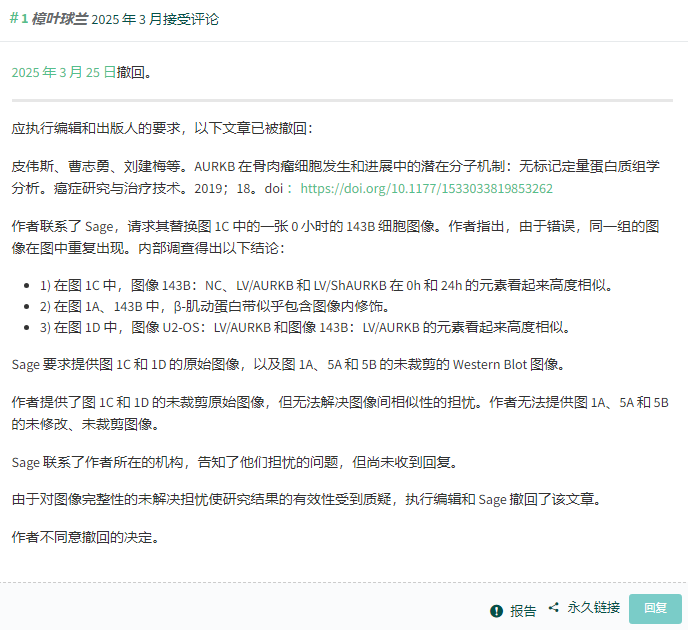 #1 樟叶球兰 2025 年 3 月接受评论
2025 年 3 月 25 日撤回。
应执行编辑和出版人的要求，以下文章已被撤回：
皮伟斯、曹志勇、刘建梅等。AURKB 在骨肉瘤细胞发生和进展中的潜在分子机制：无标记定量蛋白质组学
分析。癌症研究与治疗技术。2019；18。doi： https://doi.org/10.1177/1533033819853262
作者联系了 Sage，请求其替换图 1C 中的一张 0 小时的 143B 细胞图像。作者指出，由于错误，同一组的图
像在图中重复出现。内部调查得出以下结论：
• 1) 在图 1C 中，图像 143B：NC、LV/AURKB 和 LV/ShAURKB 在 0h 和 24h 的元素看起来高度相似。
• 2) 在图 1A、143B 中，β-肌动蛋白带似乎包含图像内修饰。
• 3) 在图 1D 中，图像 U2-OS：LV/AURKB 和图像 143B：LV/AURKB 的元素看起来高度相似。
Sage 要求提供图 1C 和 1D 的原始图像，以及图 1A、5A 和 5B 的未裁剪的 Western Blot 图像。
作者提供了图 1C 和 1D 的未裁剪原始图像，但无法解决图像间相似性的担忧。作者无法提供图 1A、5A 和 5B
的未修改、未裁剪图像。
Sage 联系了作者所在的机构，告知了他们担忧的问题，但尚未收到回复。
由于对图像完整性的未解决担忧使研究结果的有效性受到质疑，执行编辑和 Sage 撤回了该文章。
作者不同意撤回的决定。
报告 永久链接 回复